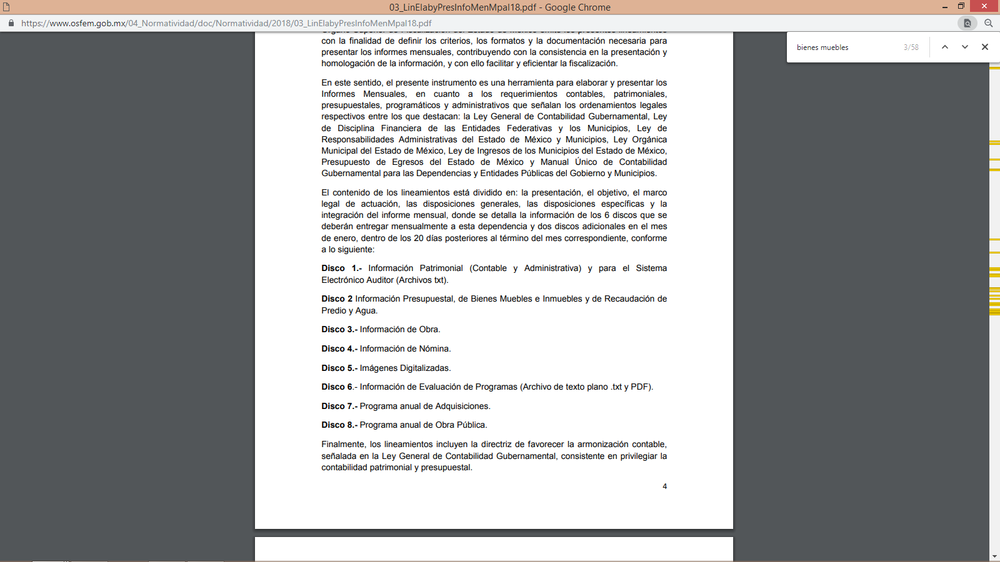 03_LinElabyPresInfoMenMpal18.pdf - Google Chrome
https://www.osfem.gob.mx/04_Normatividad/doc/Normatividad/2018/03_LinElabyPresInfoMenMpal18.pdf
bienes muebles 3/58
con la finalidad de definir los criterios, los formatos y la documentación necesaria para
presentar los informes mensuales, contribuyendo con la consistencia en la presentación y
homologación de la información, y con ello facilitar y eficientar la fiscalización.
En este sentido, el presente instrumento es una herramienta para elaborar y presentar los
Informes Mensuales, en cuanto a los requerimientos contables, patrimoniales,
presupuestales, programáticos y administrativos que señalan los ordenamientos legales
respectivos entre los que destacan: la Ley General de Contabilidad Gubernamental, Ley
de Disciplina Financiera de las Entidades Federativas y los Municipios, Ley de
Responsabilidades Administrativas del Estado de México y Municipios, Ley Orgánica
Municipal del Estado de México, Ley de Ingresos de los Municipios del Estado de México,
Presupuesto de Egresos del Estado de México y Manual Único de Contabilidad
Gubernamental para las Dependencias y Entidades Públicas del Gobierno y Municipios.
El contenido de los lineamientos está dividido en: la presentación, el objetivo, el marco
legal de actuación, las disposiciones generales, las disposiciones específicas y la
integración del informe mensual, donde se detalla la información de los 6 discos que se
deberán entregar mensualmente a esta dependencia y dos discos adicionales en el mes
de enero, dentro de los 20 días posteriores al término del mes correspondiente, conforme
a lo siguiente:
Disco 1.- Información Patrimonial (Contable y Administrativa) y para el Sistema
Electrónico Auditor (Archivos txt).
Disco 2 Información Presupuestal, de Bienes Muebles e Inmuebles y de Recaudación de
Predio y Agua.
Disco 3.- Información de Obra.
Disco 4.- Información de Nómina.
Disco 5.- Imágenes Digitalizadas.
Disco 6.- Información de Evaluación de Programas (Archivo de texto plano .txt y PDF).
Disco 7.- Programa anual de Adquisiciones.
Disco 8.- Programa anual de Obra Pública.
Finalmente, los lineamientos incluyen la directriz de favorecer la armonización contable,
señalada en la Ley General de Contabilidad Gubernamental, consistente en privilegiar la
contabilidad patrimonial y presupuestal.
4